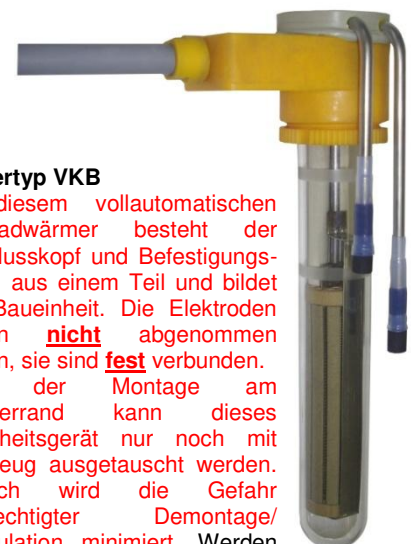 ertyp VKB
diesem vollautomatischen
adwärmer besteht der
lusskopf und Befestigungs-
aus einem Teil und bildet
Baueinheit. Die Elektroden
n nicht abgenommen
n, sie sind fest verbunden.
der Montage am
errand kann dieses
heitsgerät nur noch mit
zeug ausgetauscht werden.
ch wird die Gefahr
echtigter Demontage/
ulation minimiert. Werden